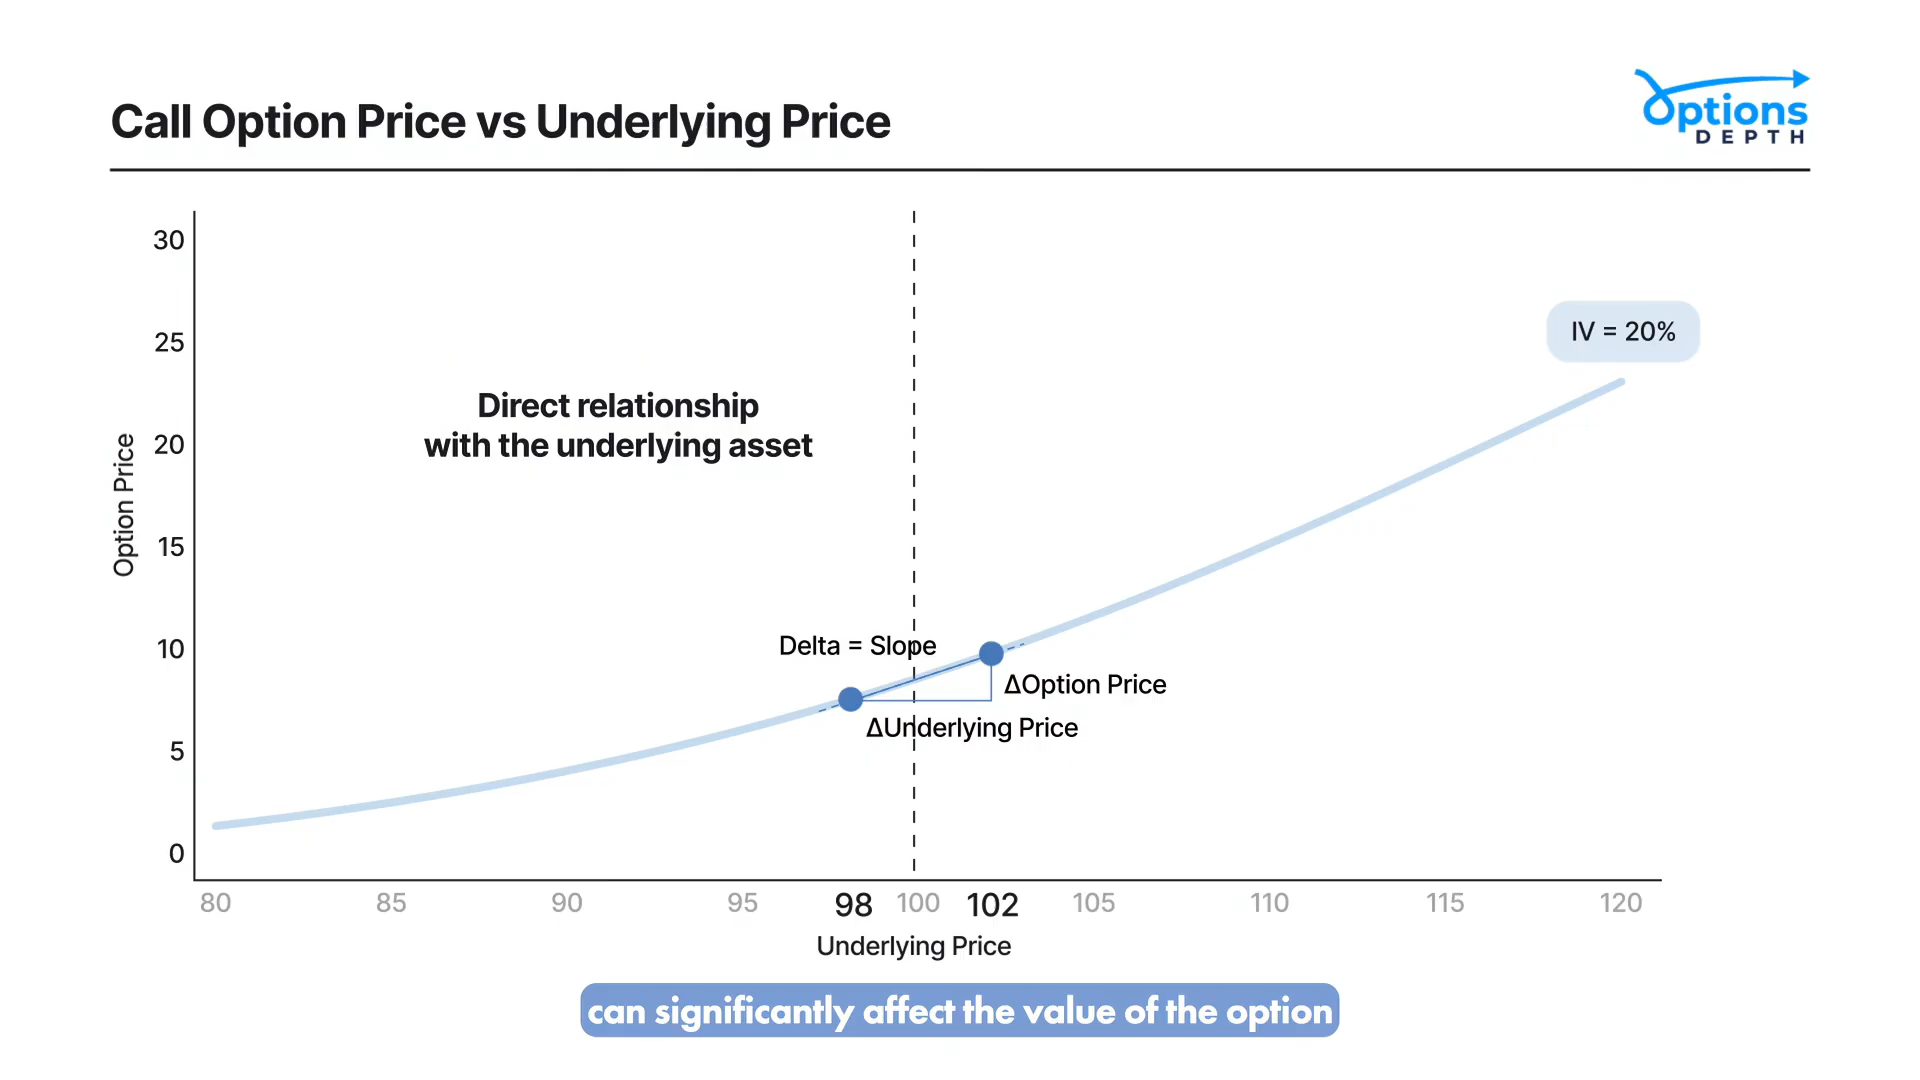 Call Option Price vs Underlying Price
Options
DEPTH
30
25
20
15
10
5
0
Option Price
IV = 20%
Direct relationship
with the underlying asset
Delta = Slope
ΔOption Price
ΔUnderlying Price
80 85 90 95 98 100 102 105 110 115 120
Underlying Price
can significantly affect the value of the option